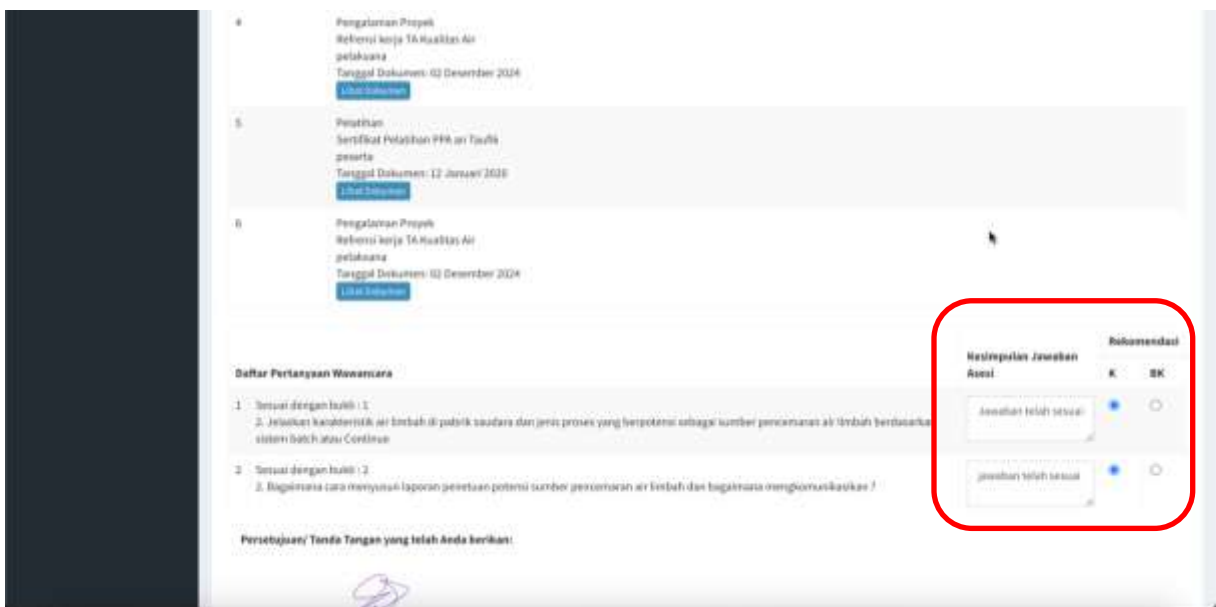 4
Pengalaman Proyek
Refrensi kerja TA Kualitas Air
pelaksana
Tanggal Dokumen: 02 Desember 2024
Lihat Dokumen
5
Pelatihan
Sertifikat Pelatihan PPA an Taufik
peserta
Tanggal Dokumen: 12 Januari 2020
Lihat Dokumen
6
Pengalaman Proyek
Refrensi kerja TA Kualitas Air
pelaksana
Tanggal Dokumen: 02 Desember 2024
Lihat Dokumen
Daftar Pertanyaan Wawancara
Kesimpulan Jawaban Asesi
Rekomendasi
K BK
1 Sesuai dengan bukti : 1
2. Jelaskan karakteristik air limbah di pabrik saudara dan jenis proses yang berpotensi sebagai sumber pencemaran air limbah berdasarkan
sistem batch atau Continue
Jawaban telah sesuai
2 Sesuai dengan bukti : 2
2. Bagaimana cara menyusun laporan penetuan potensi sumber pencemaran air limbah dan bagaimana mengkomunikasikan ?
jawaban telah sesuai
Persetujuan/ Tanda Tangan yang telah Anda berikan: